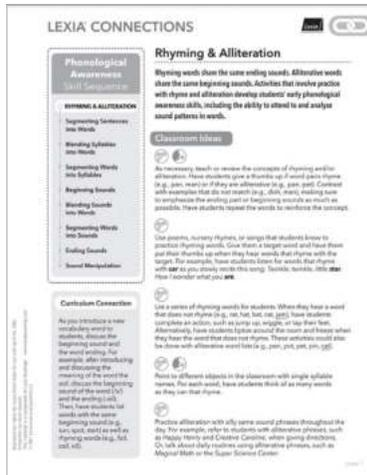 LEXIA CONNECTIONS
Lexia
Phonological
Awareness
Skill Sequence
RHYMING & ALLITERATION
Segmenting Sentences
into Words
Blending Syllables
into Words
Segmenting Words
into Syllables
Beginning Sounds
Blending Sounds
into Words
Segmenting Words
into Sounds
Ending Sounds
Sound Manipulation
Curriculum Connection
As you introduce a new
vocabulary word to
students, discuss the
beginning sound and
the word ending. For
example, after introducing
and discussing the
meaning of the word the
soil, discuss the beginning
sound of the word (/s/)
and the ending (-oil).
Then, have students list
words with the same
beginning sound (e.g.,
sun, spot, east) as well as
rhyming words (e.g., foil,
coil, oil).
Rhyming & Alliteration
Rhyming words share the same ending sounds. Alliterative words
share the same beginning sounds. Activities that involve practice
with rhyme and alliteration develop students' early phonological
awareness skills, including the ability to attend to and analyse
sound patterns in words.
Classroom Ideas
As necessary, teach or review the concepts of rhyming and/or
alliteration. Have students give a thumbs up if word pairs rhyme
(e.g., pan, man) or if they are alliterative (e.g., pan, pet). Contrast
with examples that do not match (e.g., dish, man), making sure
to emphasize the ending part or beginning sounds as much as
possible. Have students repeat the words to reinforce the concept.
Use poems, nursery rhymes, or songs that students know to
practice rhyming words. Give them a target word and have them
put their thumbs up when they hear words that rhyme with the
target. For example, have students listen for words that rhyme
with car as you slowly recite this song: Twinkle, twinkle, little star
How I wonder what you are.
List a series of rhyming words for students. When they hear a word
that does not rhyme (e.g., rat, hat, bat, cat, jam), have students
complete an action, such as jump up, wiggle, or tap their feet.
Alternatively, have students tiptoe around the room and freeze when
they hear the word that does not rhyme. These activities could also
be done with alliterative word lists (e.g., pan, pot, pet, pin, cat).
Point to different objects in the classroom with single syllable
names. For each word, have students think of as many words
as they can that rhyme.
Practice alliteration with silly name sound phrases throughout the
day. For example, refer to students with alliterative phrases, such
as Happy Henry and Creative Caroline, when giving directions.
Or, talk about daily routines using alliterative phrases, such as
Magical Math or the Super Science Center.